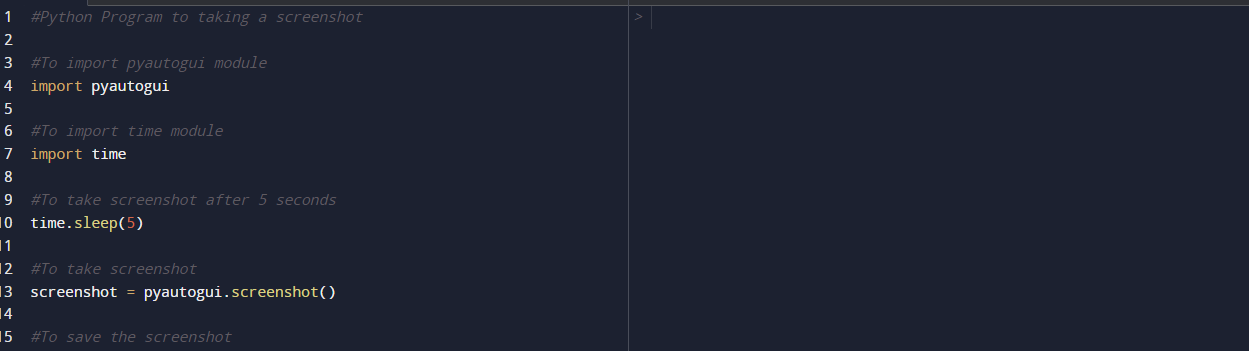 1 #Python Program to taking a screenshot
>
2
3 #To import pyautogui module
4 import pyautogui
5
6 #To import time module
7 import time
8
9 #To take screenshot after 5 seconds
10 time.sleep(5)
11
12 #To take screenshot
13 screenshot = pyautogui.screenshot()
14
15 #To save the screenshot